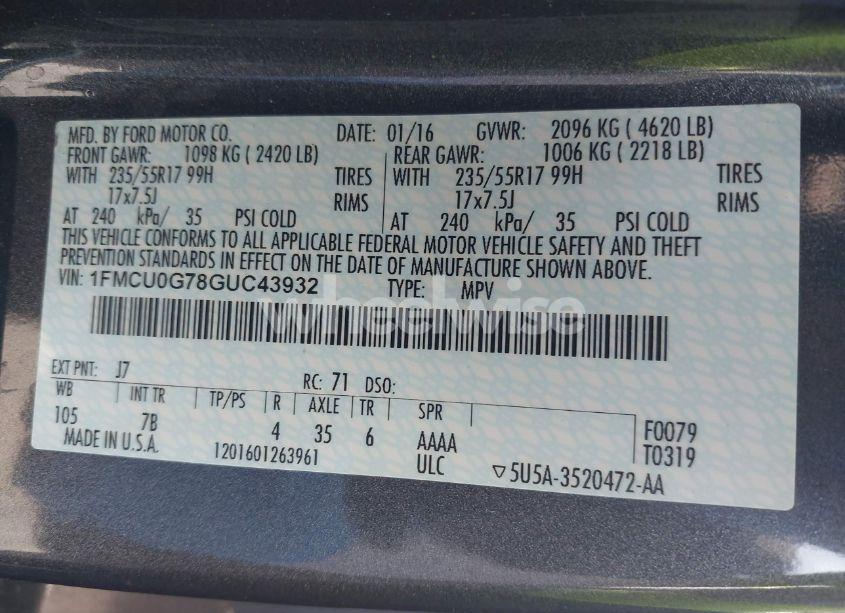 MFD. BY FORD MOTOR CO. DATE: 01/16 GVWR: 2096 KG ( 4620 LB)
FRONT GAWR: 1098 KG ( 2420 LB) REAR GAWR: 1006 KG ( 2218 LB)
WITH 235/55R17 99H TIRES WITH 235/55R17 99H TIRES
17x7.5J RIMS 17x7.5J RIMS
AT 240 kPa/ 35 PSI COLD AT 240 kPa/ 35 PSI COLD
THIS VEHICLE CONFORMS TO ALL APPLICABLE FEDERAL MOTOR VEHICLE SAFETY AND THEFT
PREVENTION STANDARDS IN EFFECT ON THE DATE OF MANUFACTURE SHOWN ABOVE.
VIN: 1FMCU0G78GUC43932 TYPE: MPV
wheelwise
EXT PNT: J7 RC: 71 DSO:
WB INT TR TP/PS R AXLE TR SPR
105 7B 4 35 6 AAAA F0079
MADE IN U.S.A. 1201601263961 ULC T0319
▽5U5A-3520472-AA